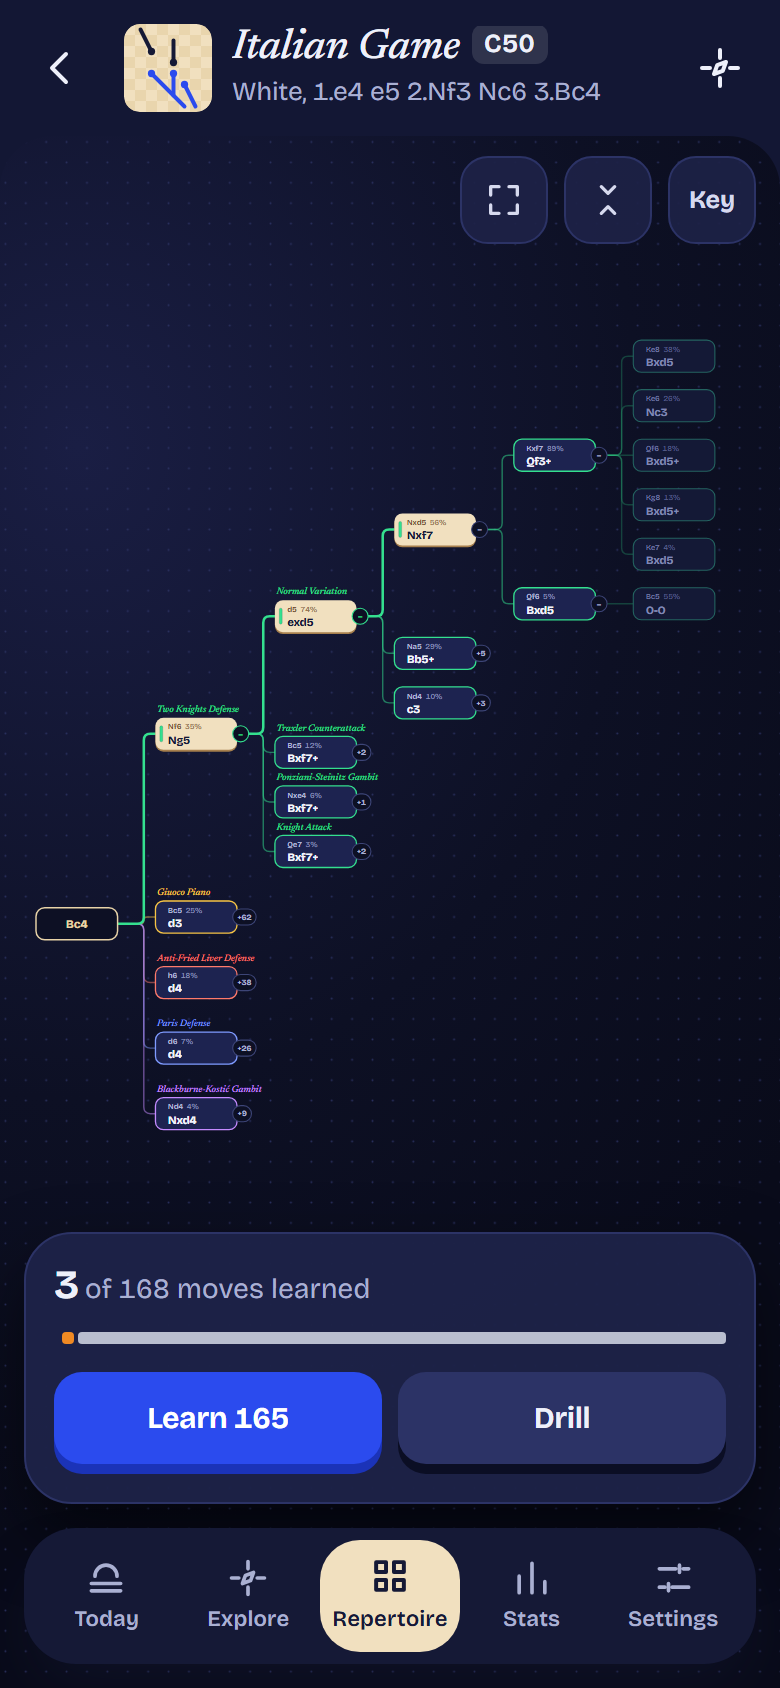 Italian Game C50
White, 1.e4 e5 2.Nf3 Nc6 3.Bc4
Key
Ke8 38%
Bxd5
Ke6 26%
Nc3
Kxf7 89%
Qf3+
Qf6 18%
Bxd5+
Kg8 13%
Bxd5+
Nxd5 56%
Nxf7
Ke7 4%
Bxd5
Normal Variation
d5 74%
exd5
Qf6 5%
Bxd5
Bc5 55%
O-O
Na5 29%
Bb5+
+5
Nd4 10%
c3
+3
Two Knights Defense
Nf6 35%
Ng5
Traxler Counterattack
Bc5 12%
Bxf7+
+2
Ponziani-Steinitz Gambit
Nxe4 6%
Bxf7+
+1
Knight Attack
Qe7 3%
Bxf7+
+2
Giuoco Piano
Bc5 25%
d3
+62
Bc4
Anti-Fried Liver Defense
h6 18%
d4
+38
Paris Defense
d6 7%
d4
+26
Blackburne-Kostić Gambit
Nd4 4%
Nxd4
+9
3 of 168 moves learned
Learn 165
Drill
Today
Explore
Repertoire
Stats
Settings